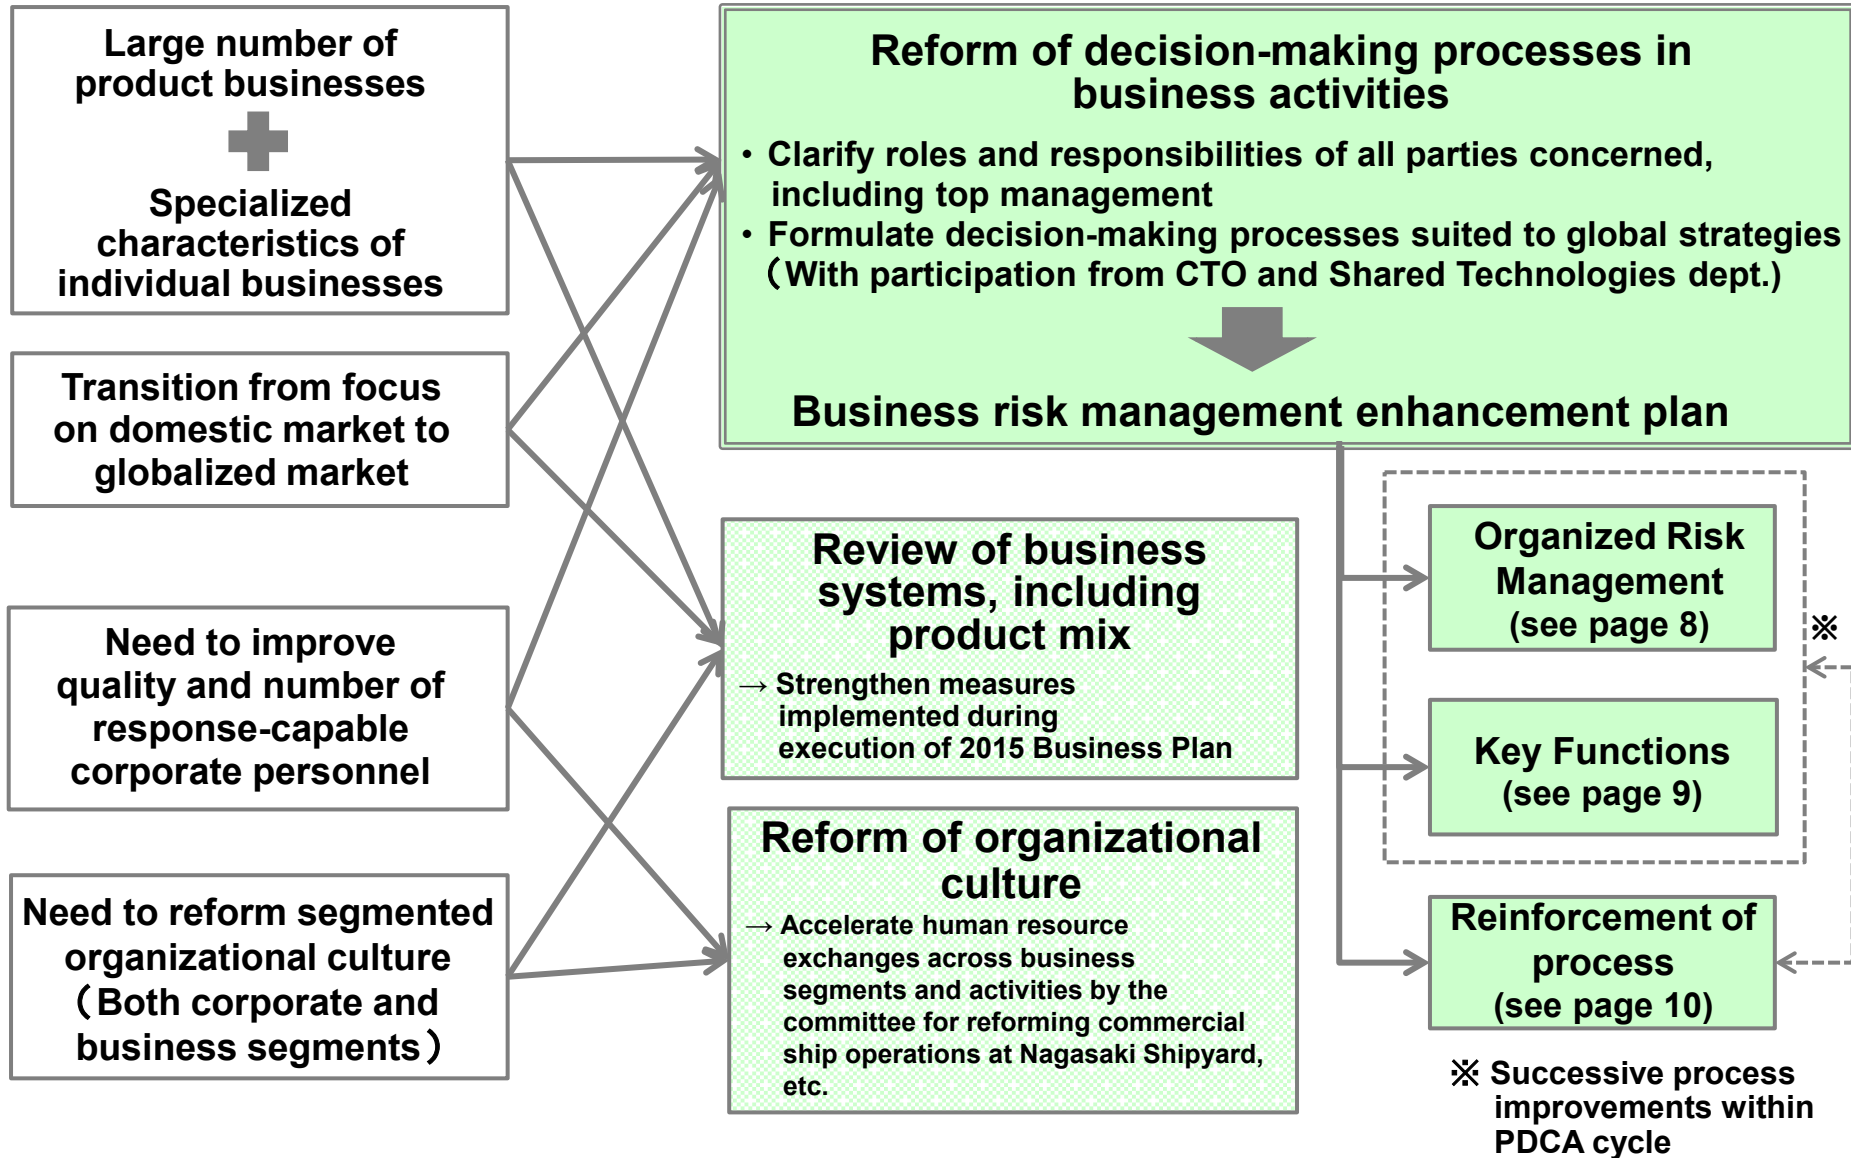 Large number of
product businesses
Specialized
characteristics of
individual businesses
Transition from focus
on domestic market to
globalized market
Need to improve
quality and number of
response-capable
corporate personnel
Need to reform segmented
organizational culture
（Both corporate and
business segments）
Reform of decision-making processes in
business activities
・Clarify roles and responsibilities of all parties concerned,
including top management
・Formulate decision-making processes suited to global strategies
（With participation from CTO and Shared Technologies dept.）
Business risk management enhancement plan
Review of business
systems, including
product mix
→ Strengthen measures
implemented during
execution of 2015 Business Plan
Reform of organizational
culture
→ Accelerate human resource
exchanges across business
segments and activities by the
committee for reforming commercial
ship operations at Nagasaki Shipyard,
etc.
Organized Risk
Management
(see page 8)
※
Key Functions
(see page 9)
Reinforcement of
process
(see page 10)
※ Successive process
improvements within
PDCA cycle